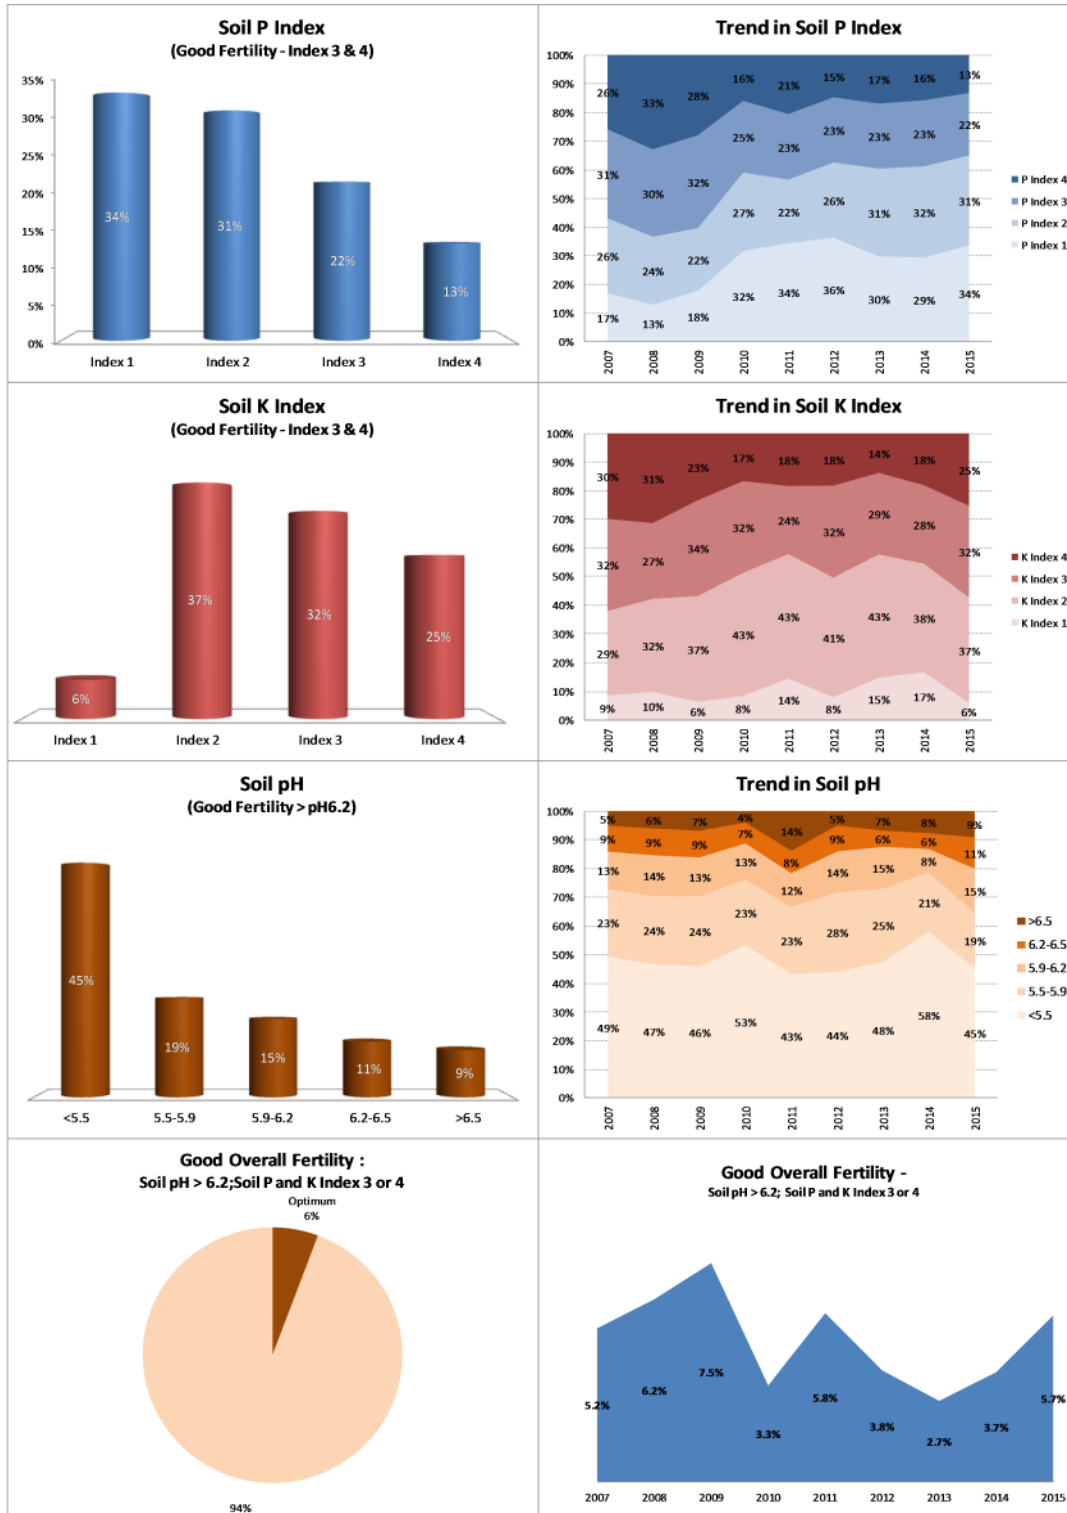 Soil P Index
(Good Fertility - Index 3 & 4)
35%
30%
25%
20%
15%
10%
5%
0%
34%
31%
22%
13%
Index 1 Index 2 Index 3 Index 4
Trend in Soil P Index
100%
90%
80%
70%
60%
50%
40%
30%
20%
10%
0%
26% 33% 28% 16% 21% 15% 17% 16% 13%
31% 30% 32% 25% 23% 23% 23% 23% 22%
26% 24% 22% 27% 22% 26% 31% 32% 31%
17% 13% 18% 32% 34% 36% 30% 29% 34%
2007 2008 2009 2010 2011 2012 2013 2014 2015
P Index 4
P Index 3
P Index 2
P Index 1
Soil K Index
(Good Fertility - Index 3 & 4)
6%
37%
32%
25%
Index 1 Index 2 Index 3 Index 4
Trend in Soil K Index
100%
90%
80%
70%
60%
50%
40%
30%
20%
10%
0%
30% 31% 23% 17% 18% 18% 14% 18% 25%
32% 27% 34% 32% 24% 32% 29% 28% 32%
29% 32% 37% 43% 43% 41% 43% 38% 37%
9% 10% 6% 8% 14% 8% 15% 17% 6%
2007 2008 2009 2010 2011 2012 2013 2014 2015
K Index 4
K Index 3
K Index 2
K Index 1
Soil pH
(Good Fertility > pH6.2)
45%
19%
15%
11%
9%
<5.5 5.5-5.9 5.9-6.2 6.2-6.5 >6.5
Trend in Soil pH
100%
90%
80%
70%
60%
50%
40%
30%
20%
10%
0%
5% 6% 7% 4% 14% 5% 7% 8% 9%
9% 9% 9% 7% 8% 9% 6% 6% 11%
13% 14% 13% 13% 12% 14% 15% 8% 15%
23% 24% 24% 23% 23% 28% 25% 21% 19%
49% 47% 46% 53% 43% 44% 48% 58% 45%
2007 2008 2009 2010 2011 2012 2013 2014 2015
>6.5
6.2-6.5
5.9-6.2
5.5-5.9
<5.5
Good Overall Fertility :
Soil pH > 6.2;Soil P and K Index 3 or 4
Optimum
6%
94%
Good Overall Fertility -
Soil pH > 6.2; Soil P and K Index 3 or 4
5.2% 6.2% 7.5% 3.3% 5.8% 3.8% 2.7% 3.7% 5.7%
2007 2008 2009 2010 2011 2012 2013 2014 2015